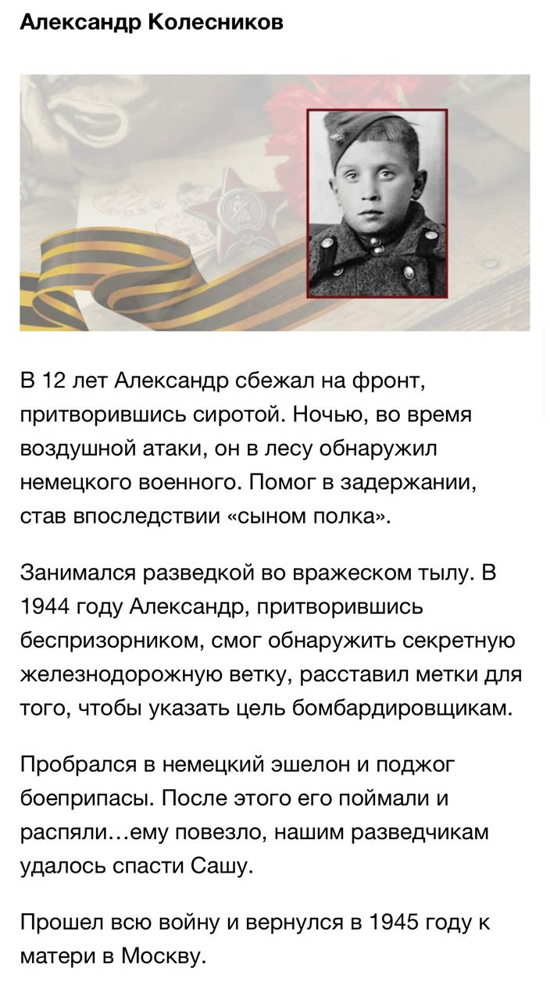 Александр Колесников
В 12 лет Александр сбежал на фронт,
притворившись сиротой. Ночью, во время
воздушной атаки, он в лесу обнаружил
немецкого военного. Помог в задержании,
став впоследствии «сыном полка».
Занимался разведкой во вражеском тылу. В
1944 году Александр, притворившись
беспризорником, смог обнаружить секретную
железнодорожную ветку, расставил метки для
того, чтобы указать цель бомбардировщикам.
Пробрался в немецкий эшелон и поджог
боеприпасы. После этого его поймали и
распяли…ему повезло, нашим разведчикам
удалось спасти Сашу.
Прошел всю войну и вернулся в 1945 году к
матери в Москву.